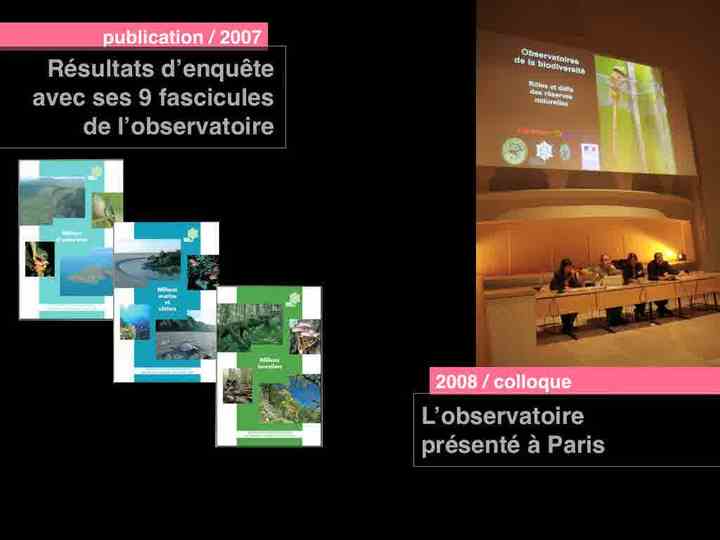 publication / 2007
Résultats d’enquête
avec ses 9 fascicules
de l’observatoire
Milieux
Milieux
marins
et
côtiers
Milieux
forestiers
Observatoires
de la biodiversité
Rôles et défis
des réserves
naturelles
2008 / colloque
L’observatoire
présenté à Paris